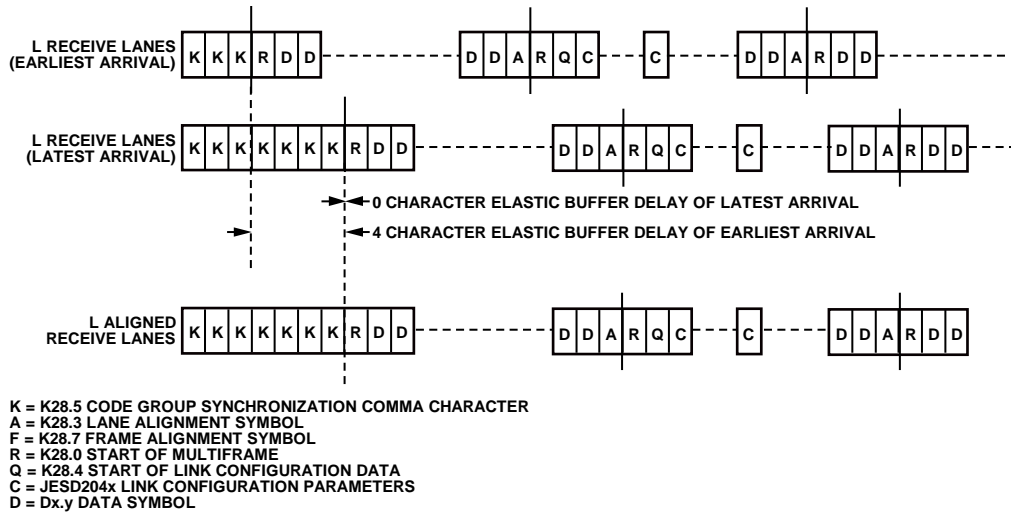 L RECEIVE LANES
(EARLIEST ARRIVAL)
K K K R D D
D D A R Q C
C
D D A R D D
L RECEIVE LANES
(LATEST ARRIVAL)
K K K K K K K R D D
D D A R Q C
C
D D A R D D
0 CHARACTER ELASTIC BUFFER DELAY OF LATEST ARRIVAL
4 CHARACTER ELASTIC BUFFER DELAY OF EARLIEST ARRIVAL
L ALIGNED
RECEIVE LANES
K K K K K K K R D D
D D A R Q C
C
D D A R D D
K = K28.5 CODE GROUP SYNCHRONIZATION COMMA CHARACTER
A = K28.3 LANE ALIGNMENT SYMBOL
F = K28.7 FRAME ALIGNMENT SYMBOL
R = K28.0 START OF MULTIFRAME
Q = K28.4 START OF LINK CONFIGURATION DATA
C = JESD204x LINK CONFIGURATION PARAMETERS
D = Dx.y DATA SYMBOL